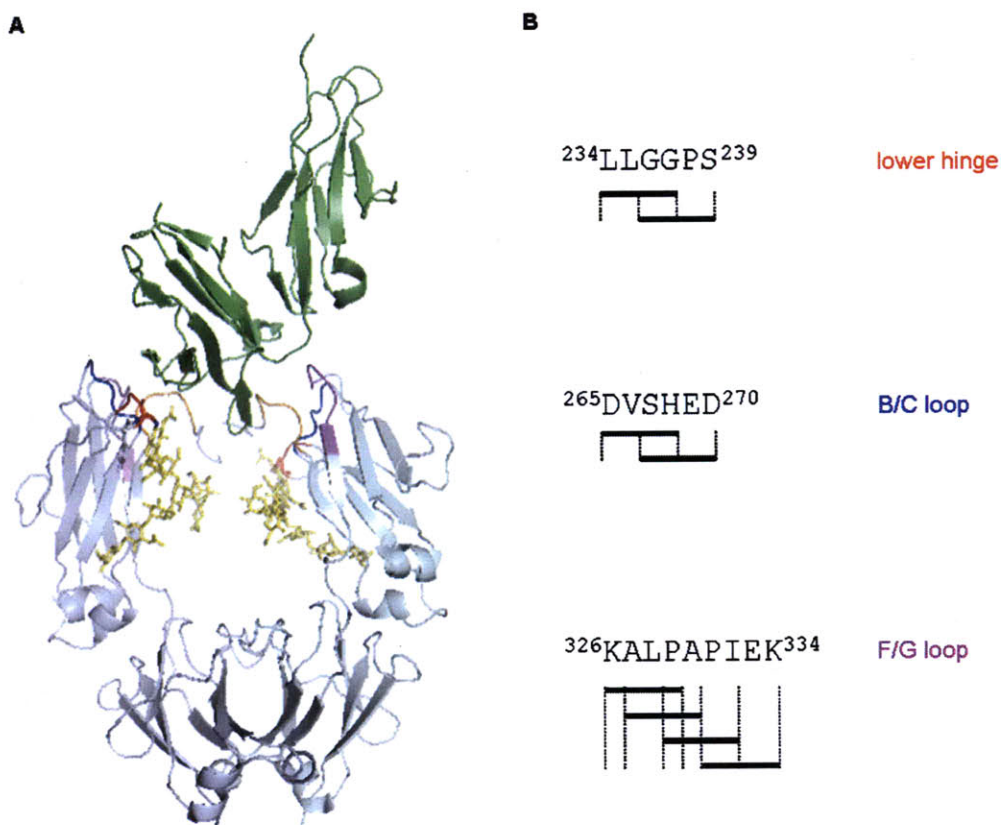 A
B
²³⁴LLGGPS²³⁹ lower hinge
²⁶⁵DVSHED²⁷⁰ B/C loop
³²⁶KALPAPIEK³³⁴ F/G loop